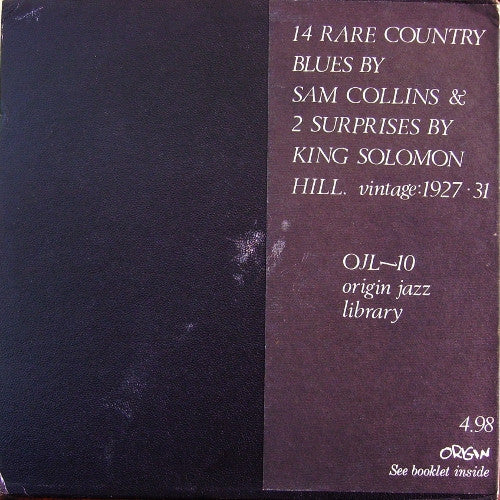 14 RARE COUNTRY
BLUES BY
SAM COLLINS &
2 SURPRISES BY
KING SOLOMON
HILL. vintage:1927·31
OJL—10
origin jazz
library
4.98
ORIGIN
See booklet inside